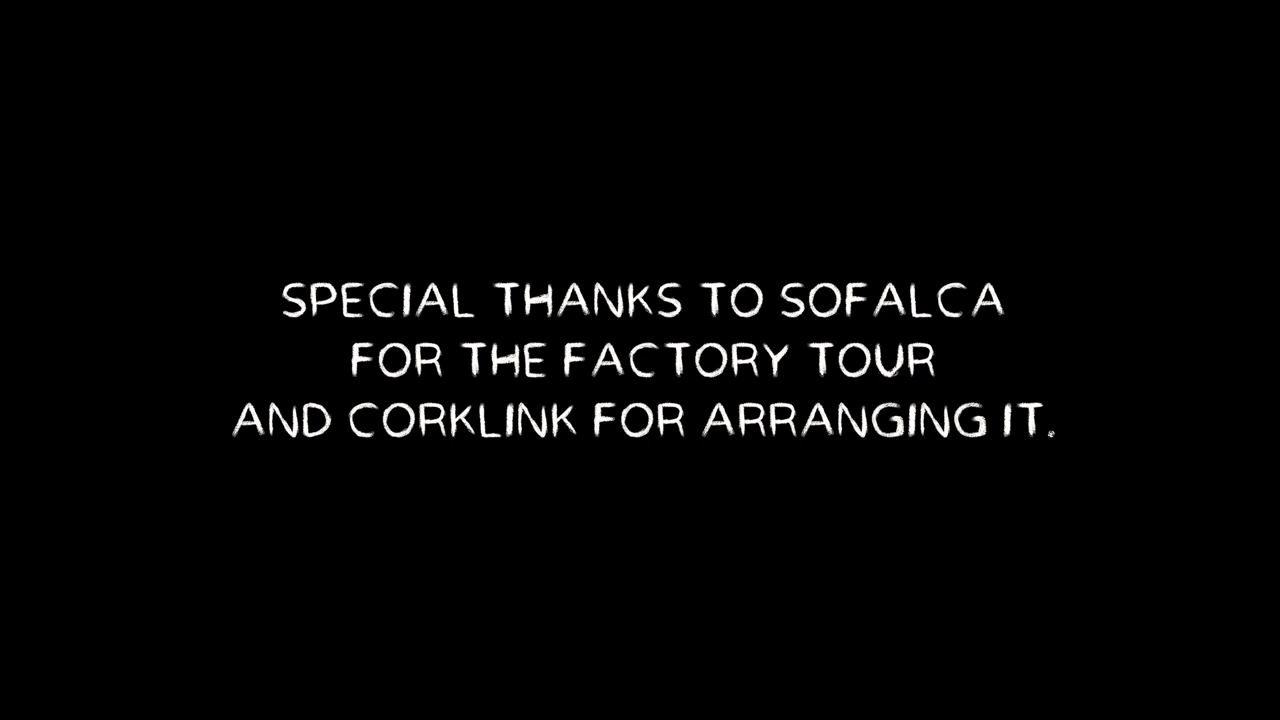 SPECIAL THANKS TO SOFALCA
FOR THE FACTORY TOUR
AND CORKLINK FOR ARRANGING IT.